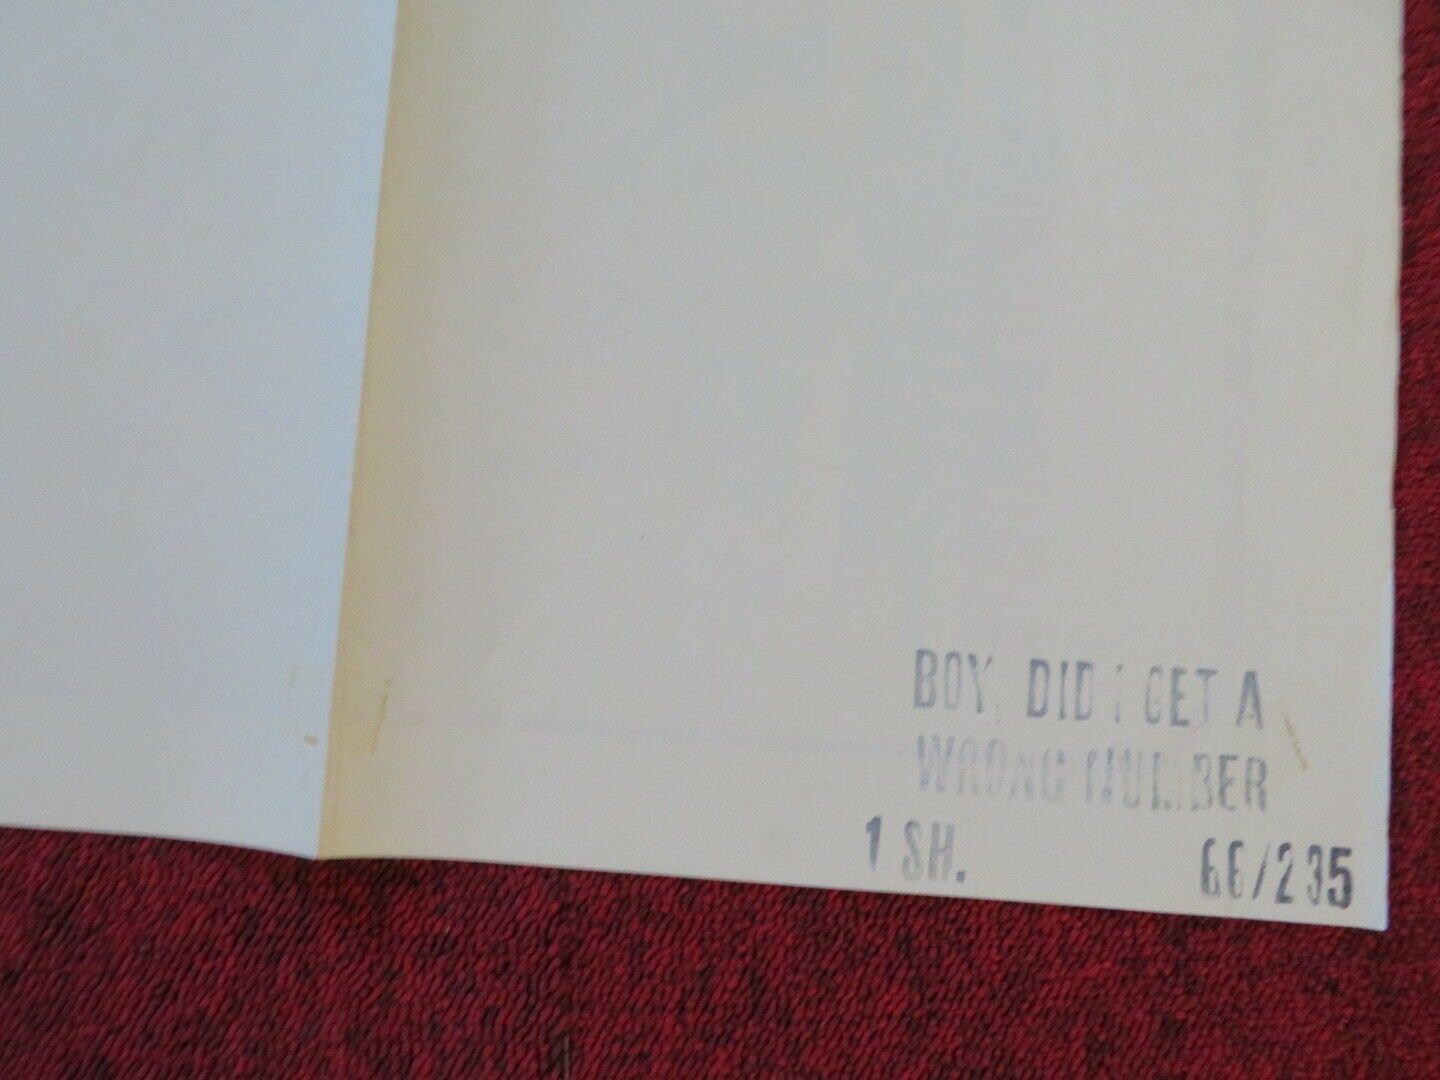 BOY, DID I GET A
WRONG NUMBER
1 SH. 66/235